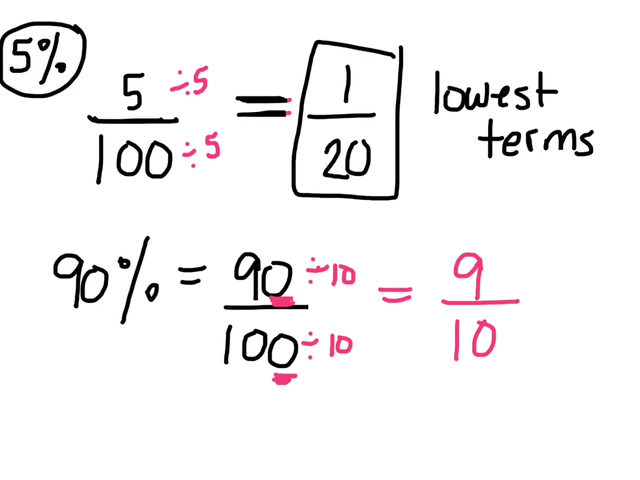 5%
5 ÷5 = 1 lowest
100 ÷5 20 terms
90% = 90 ÷10 = 9
100 ÷10 10